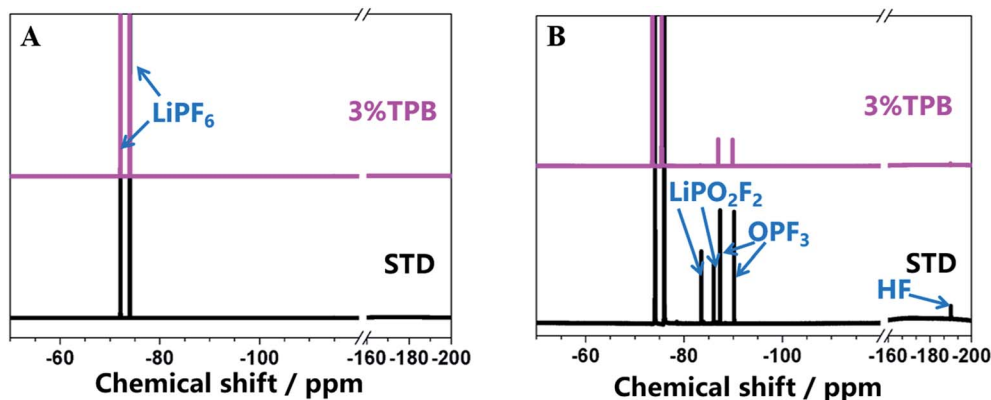 A
LiPF₆
3%TPB
STD
-60 -80 -100 -160 -180 -200
Chemical shift / ppm
B
3%TPB
LiPO₂F₂
OPF₃
STD
HF
-60 -80 -100 -160 -180 -200
Chemical shift / ppm